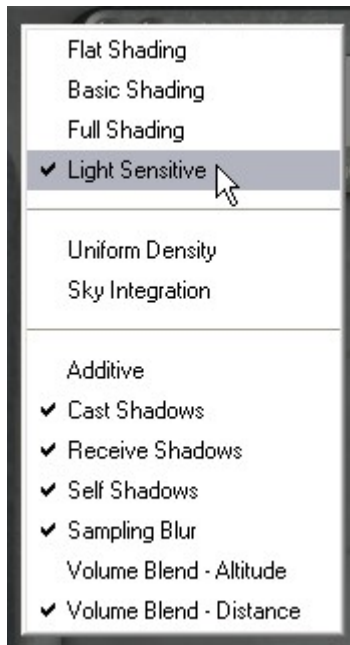 Flat Shading
Basic Shading
Full Shading
Light Sensitive
Uniform Density
Sky Integration
Additive
Cast Shadows
Receive Shadows
Self Shadows
Sampling Blur
Volume Blend - Altitude
Volume Blend - Distance